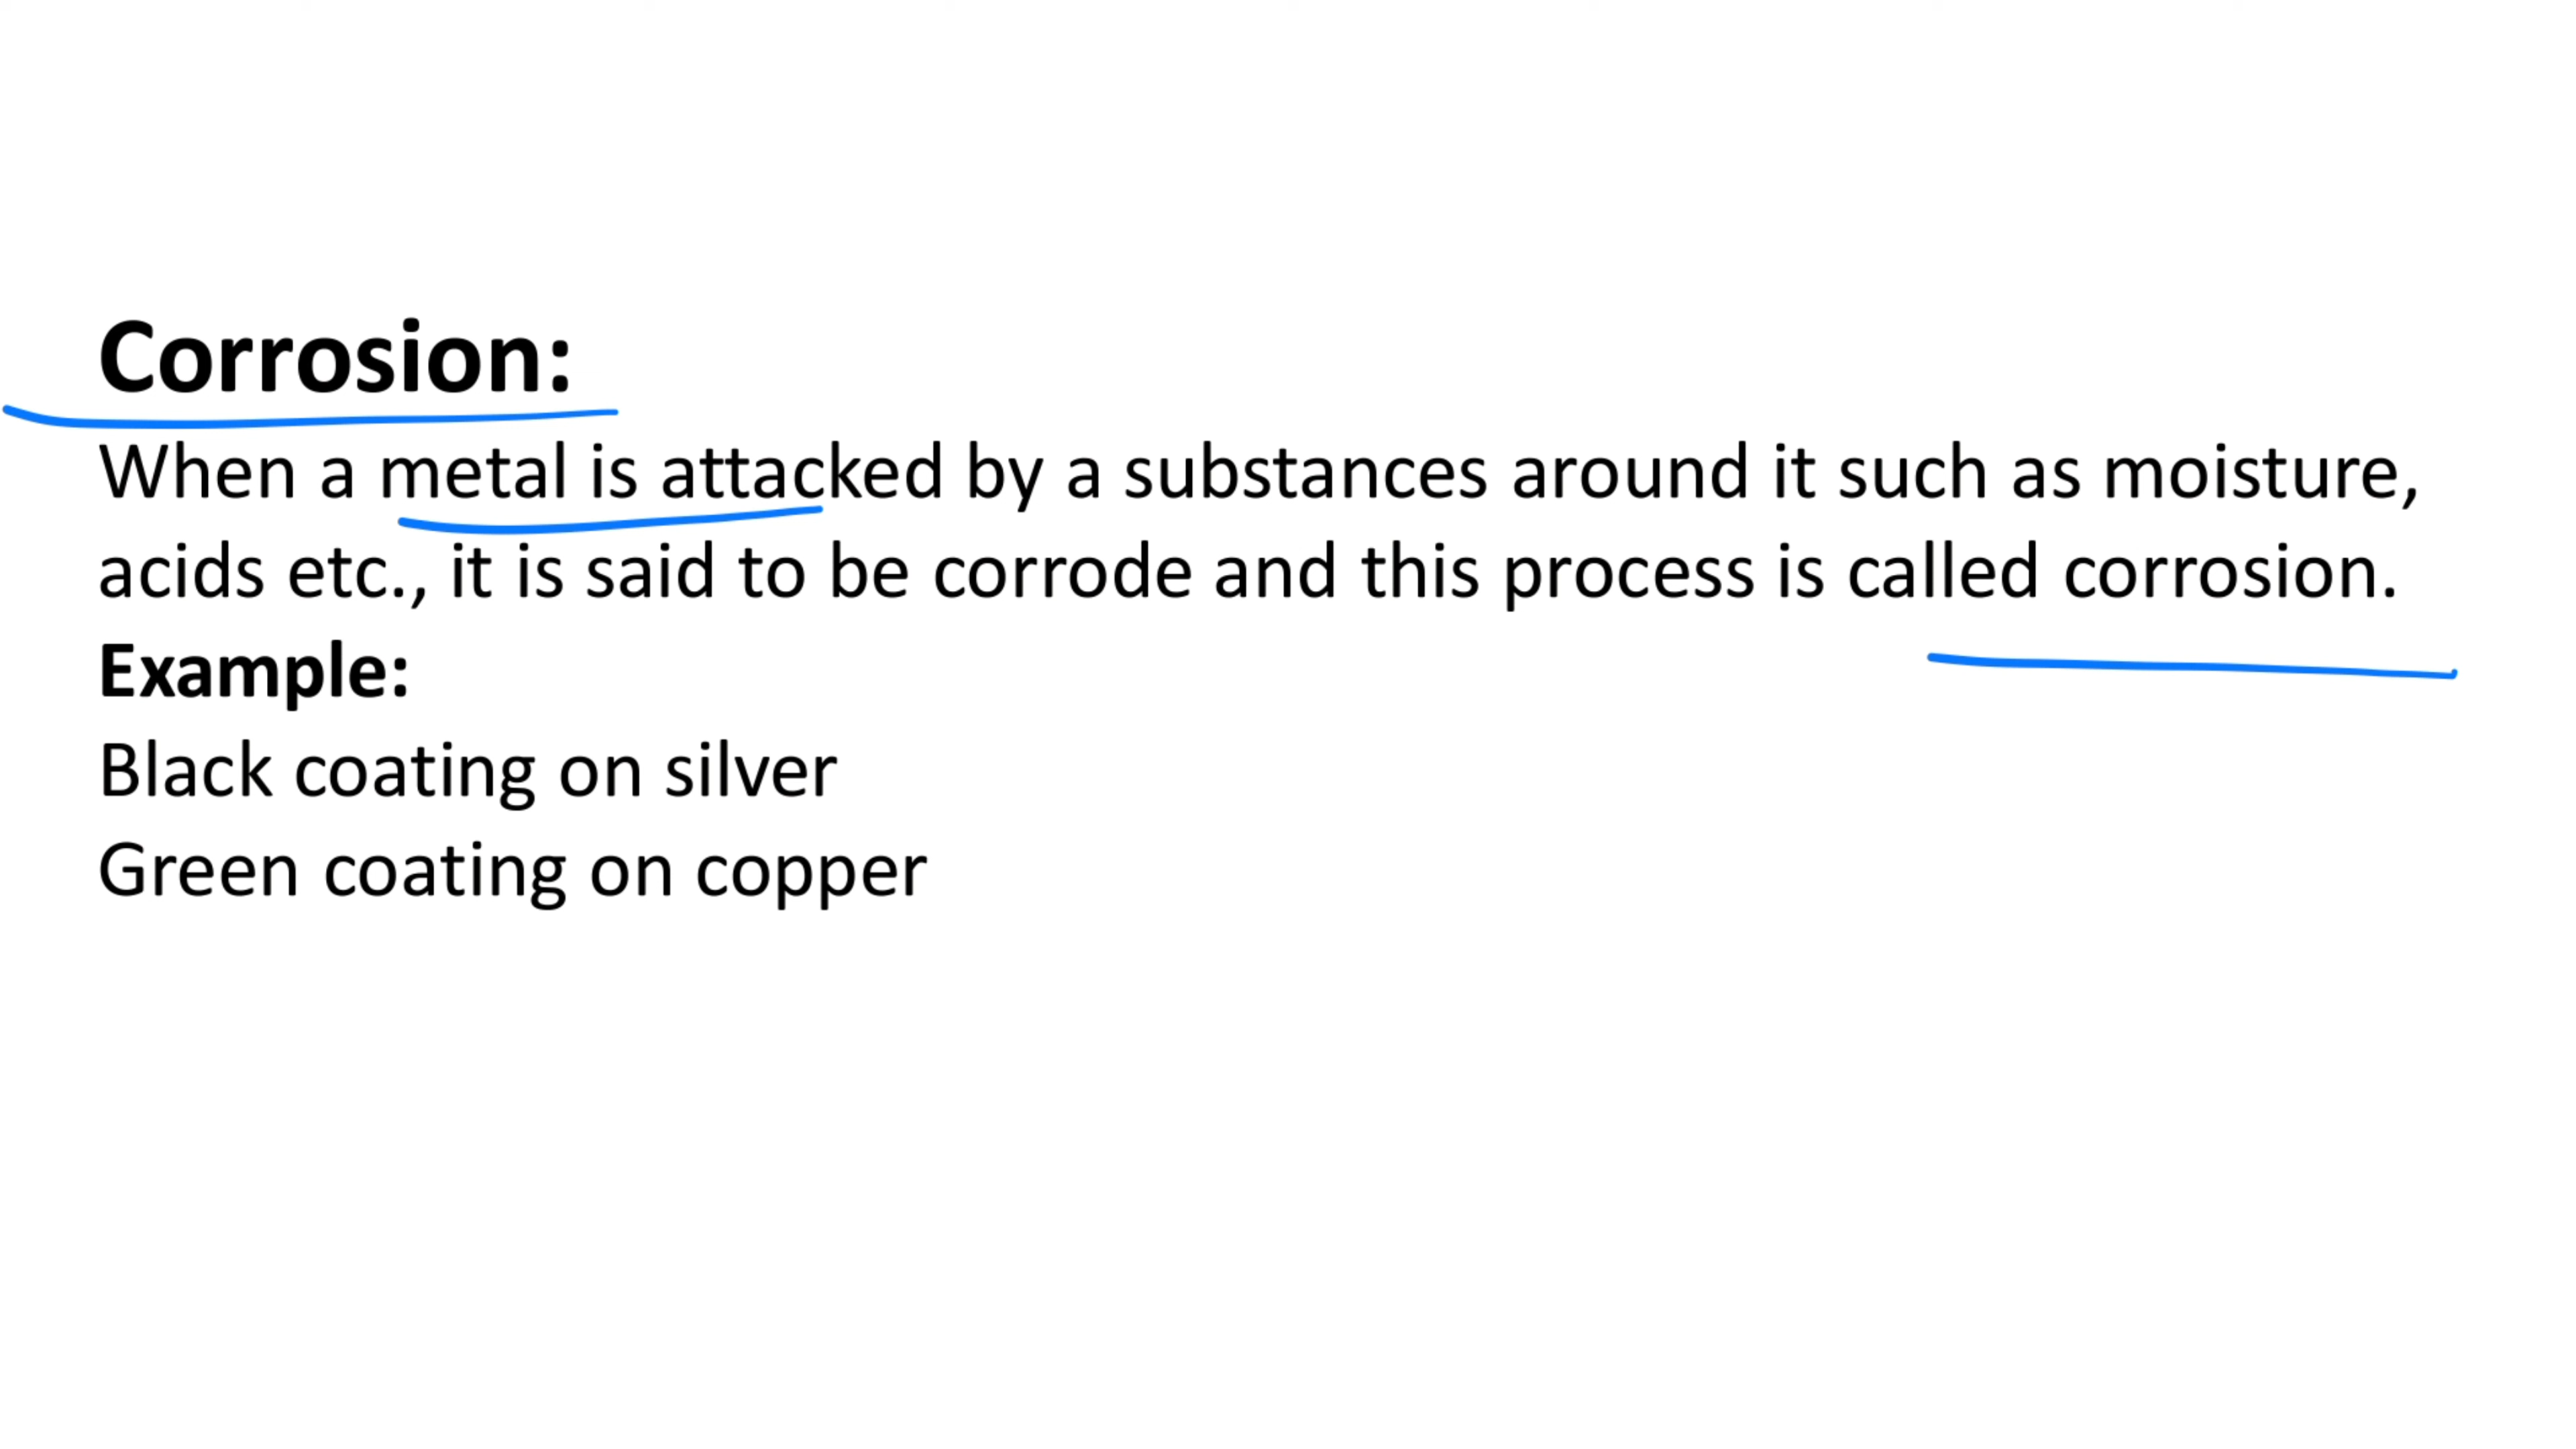 Corrosion:
When a metal is attacked by a substances around it such as moisture,
acids etc., it is said to be corrode and this process is called corrosion.
Example:
Black coating on silver
Green coating on copper